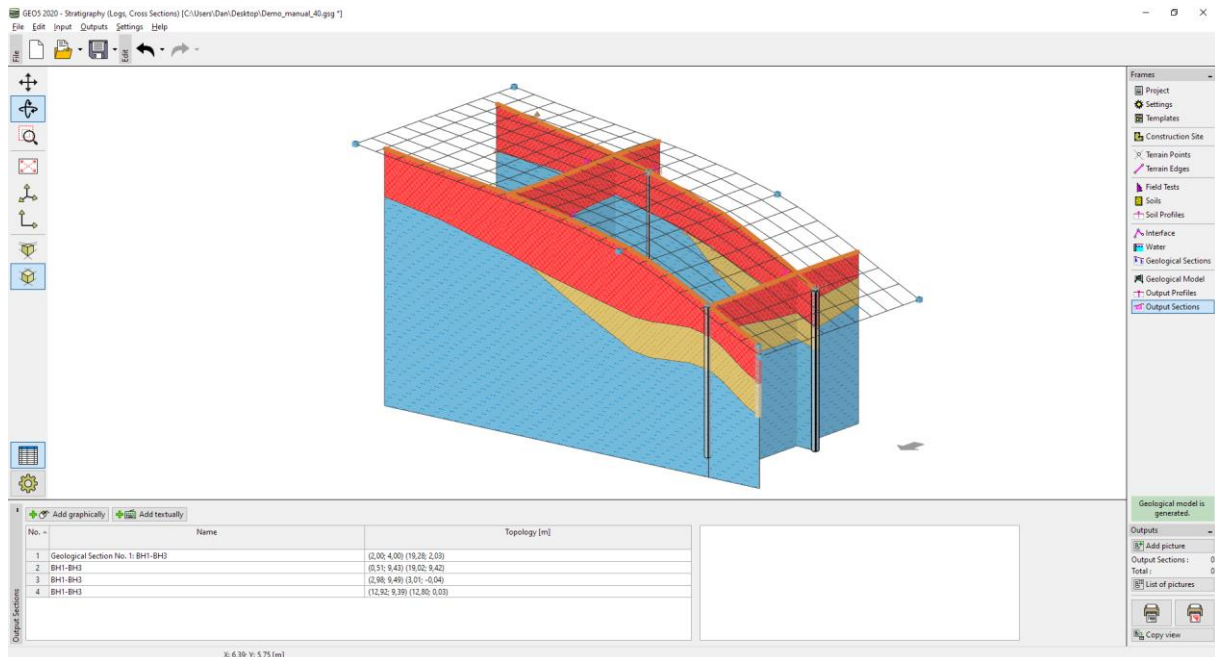 GEO5 2020 - Stratigraphy (Logs, Cross Sections) [C:\Users\Dan\Desktop\Demo_manual_40.gsg *]
File Edit Input Outputs Settings Help
File
Edit
Frames
Project
Settings
Templates
Construction Site
Terrain Points
Terrain Edges
Field Tests
Soils
Soil Profiles
Interface
Water
Geological Sections
Geological Model
Output Profiles
Output Sections
Geological model is
generated.
Outputs
Add picture
Output Sections : 0
Total : 0
List of pictures
Copy view
Output Sections
Add graphically Add textually
No. Name Topology [m]
1 Geological Section No. 1: BH1-BH3 (2,00; 4,00) (19,28; 2,03)
2 BH1-BH3 (0,51; 9,43) (19,02; 9,42)
3 BH1-BH3 (2,98; 9,49) (3,01; -0,04)
4 BH1-BH3 (12,92; 9,39) (12,80; 0,03)
X: 6,39; Y: 5,75 [m]